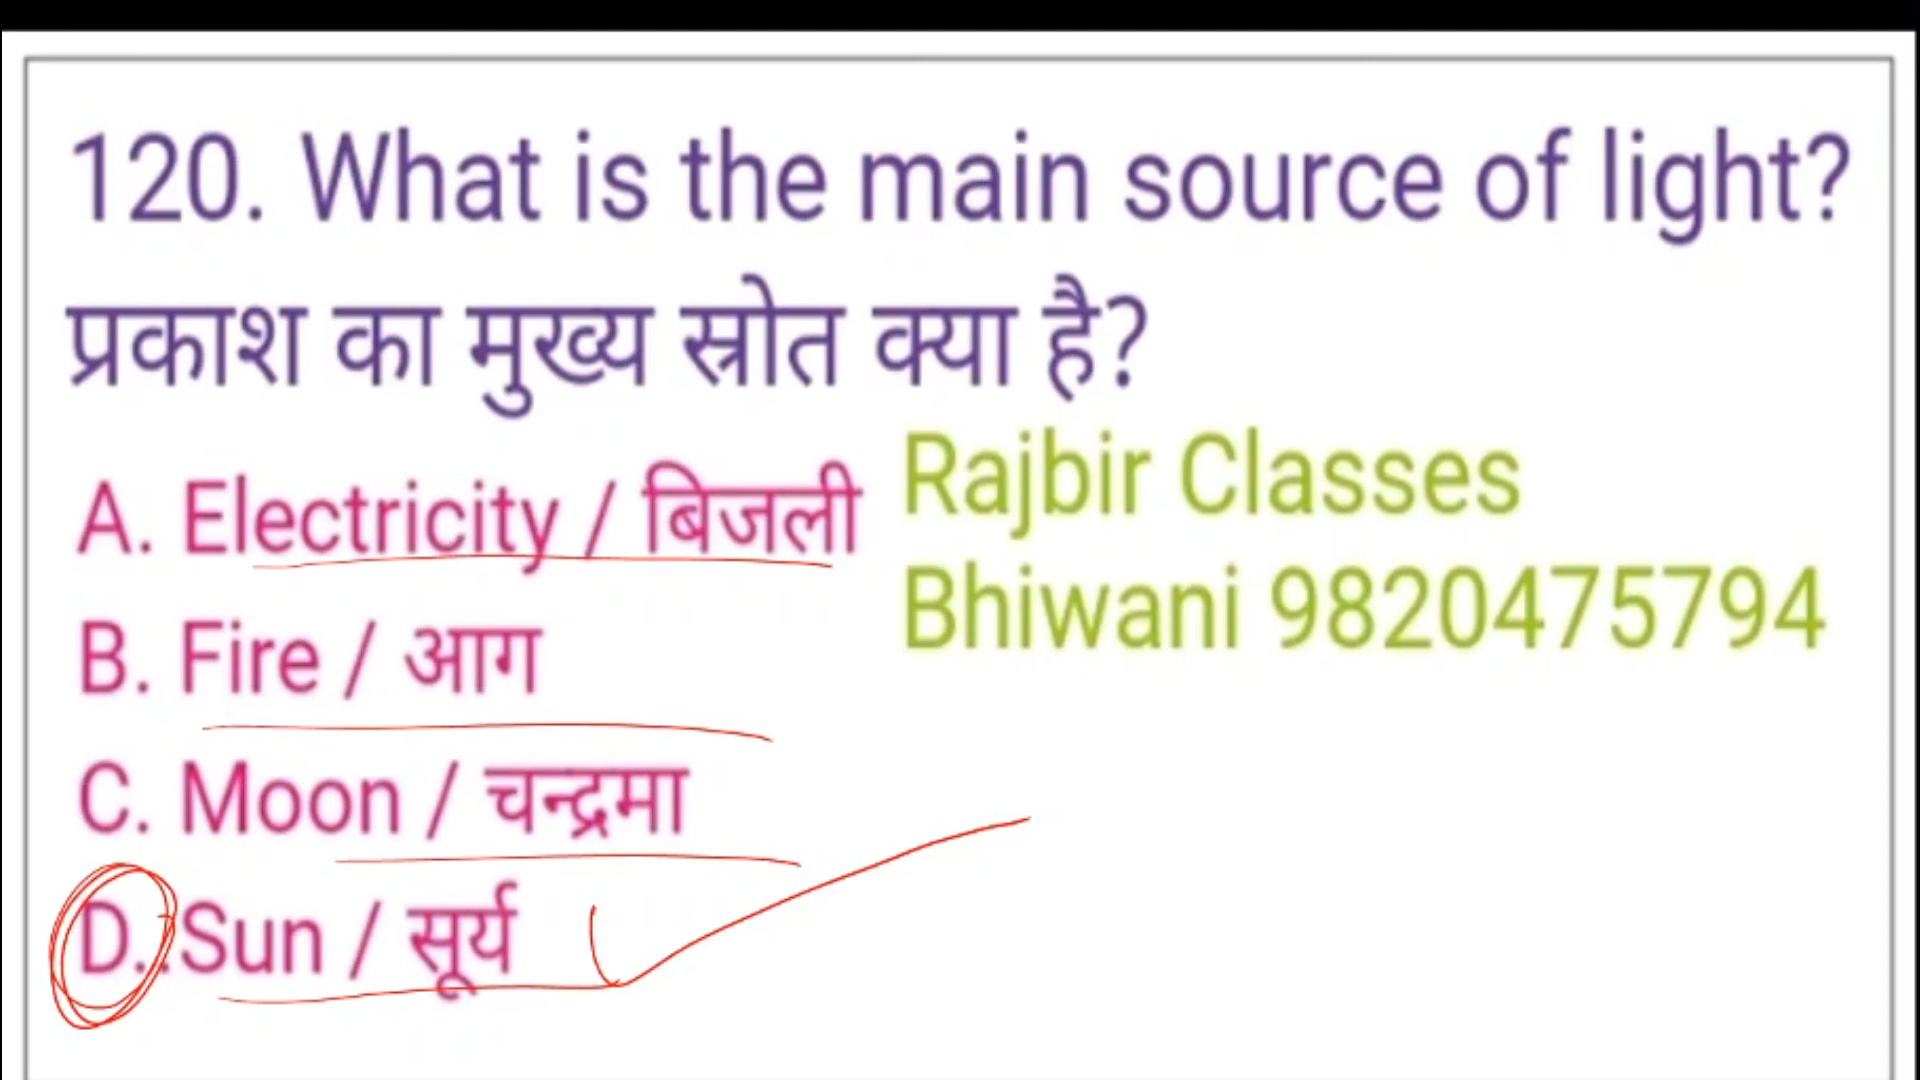 120. What is the main source of light?
प्रकाश का मुख्य स्रोत क्या है?
A. Electricity / बिजली
B. Fire / आग
C. Moon / चन्द्रमा
D. Sun / सूर्य
Rajbir Classes
Bhiwani 9820475794